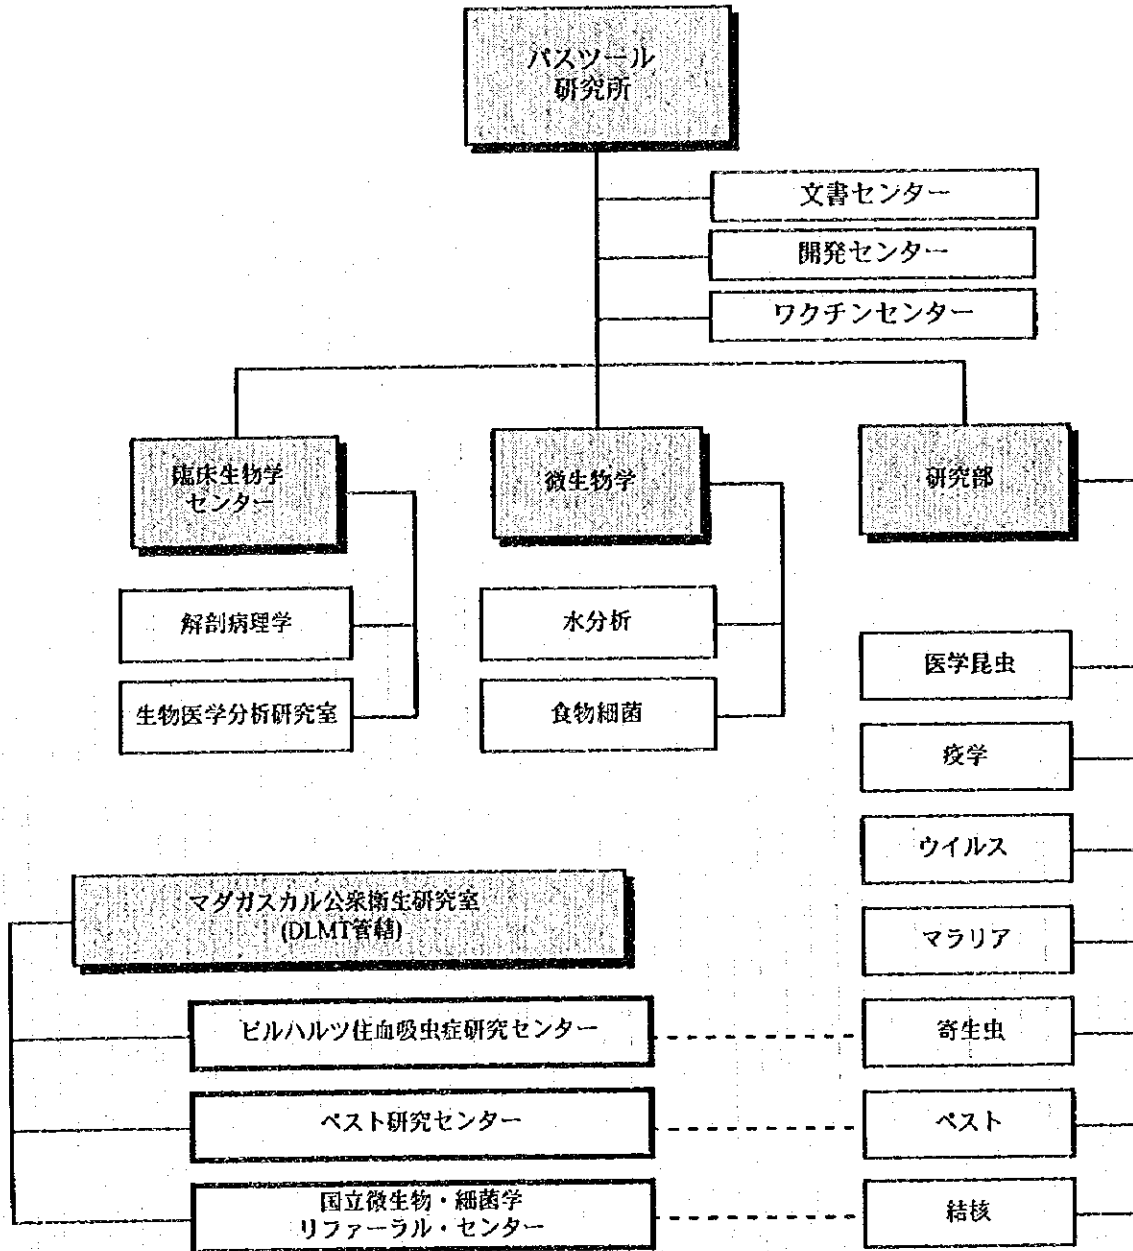 パスツール
研究所
文書センター
開発センター
ワクチンセンター
臨床生物学
センター
微生物学
研究部
解剖病理学
生物医学分析研究室
水分析
食物細菌
医学昆虫
疫学
ウイルス
マラリア
寄生虫
ペスト
結核
マダガスカル公衆衛生研究室
(DLMT管轄)
ビルハルツ住血吸虫症研究センター
ペスト研究センター
国立微生物・細菌学
リファーラル・センター